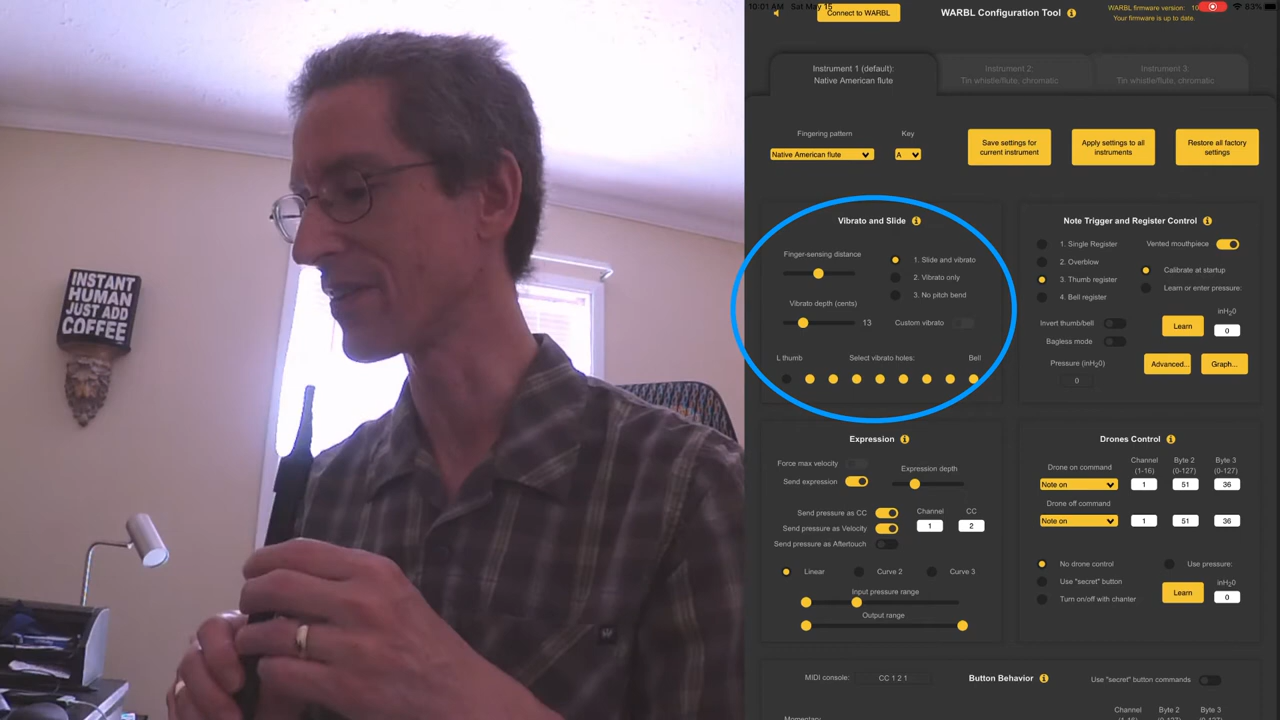 INSTANT
HUMAN
JUST ADD
COFFEE
10:01 AM Sat May 15
Connect to WARBL
WARBL Configuration Tool
WARBL firmware version: 10
Your firmware is up to date.
83%
Instrument 1 (default):
Native American flute
Instrument 2:
Tin whistle/flute, chromatic
Instrument 3:
Tin whistle/flute, chromatic
Fingering pattern
Native American flute
Key
A
Save settings for
current instrument
Apply settings to all
instruments
Restore all factory
settings
Vibrato and Slide
Finger-sensing distance
Vibrato depth (cents)
13
1. Slide and vibrato
2. Vibrato only
3. No pitch bend
Custom vibrato
L thumb
Select vibrato holes:
Bell
Note Trigger and Register Control
1. Single Register
2. Overblow
3. Thumb register
4. Bell register
Vented mouthpiece
Calibrate at startup
Learn or enter pressure:
Invert thumb/bell
Bagless mode
Learn
inH20
0
Pressure (inH20)
0
Advanced...
Graph...
Expression
Force max velocity
Send expression
Expression depth
Send pressure as CC
Send pressure as Velocity
Send pressure as Aftertouch
Channel
1
CC
2
Linear
Curve 2
Curve 3
Input pressure range
Output range
Drones Control
Drone on command
Channel
(1-16)
Byte 2
(0-127)
Byte 3
(0-127)
Note on
1
51
36
Drone off command
Note on
1
51
36
No drone control
Use "secret" button
Turn on/off with chanter
Use pressure:
Learn
inH20
0
MIDI console:
CC 1 2 1
Button Behavior
Use "secret" button commands
Channel
Byte 2
Byte 3